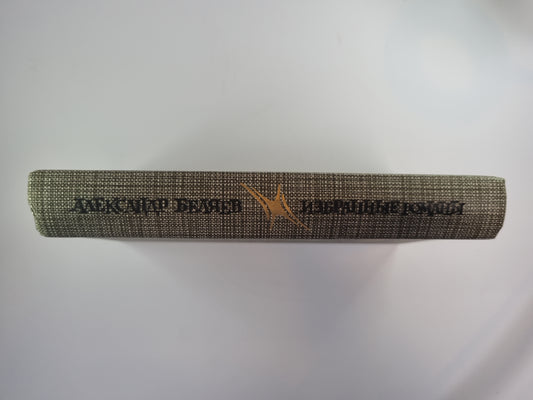 АЛЕКСАНДР БЕЛЯЕВ ИЗБРАННЫЕ РОМАНЫ